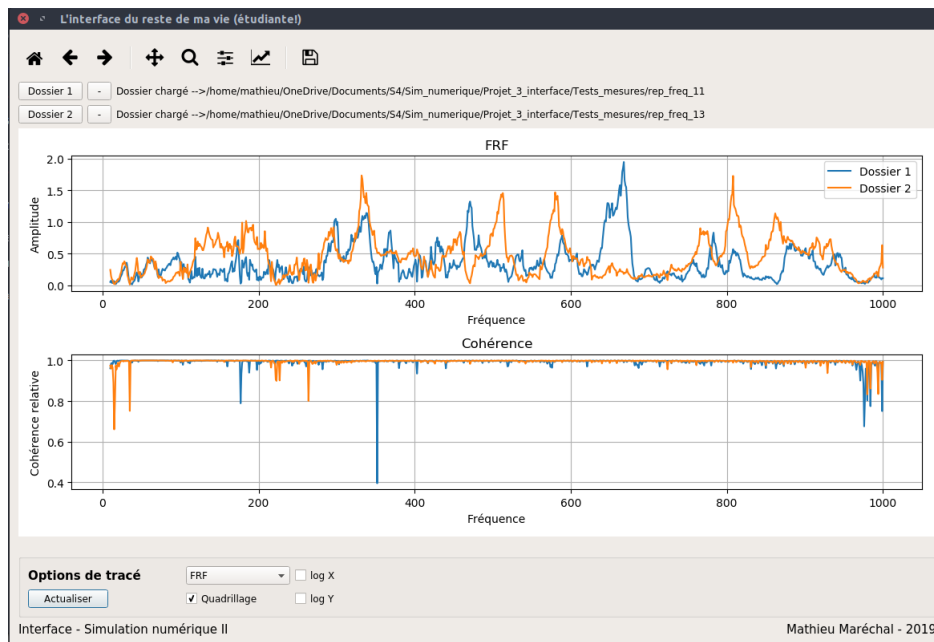 L'interface du reste de ma vie (étudiante!)
Dossier 1 - Dossier chargé -->/home/mathieu/OneDrive/Documents/S4/Sim_numerique/Projet_3_interface/Tests_mesures/rep_freq_11
Dossier 2 - Dossier chargé -->/home/mathieu/OneDrive/Documents/S4/Sim_numerique/Projet_3_interface/Tests_mesures/rep_freq_13
FRF
2.0
1.5
1.0
0.5
0.0
Amplitude
Dossier 1
Dossier 2
0 200 400 600 800 1000
Fréquence
Cohérence
1.0
0.8
0.6
0.4
Cohérence relative
0 200 400 600 800 1000
Fréquence
Options de tracé FRF log X
Actualiser Quadrillage log Y
Interface - Simulation numérique II Mathieu Maréchal - 2019